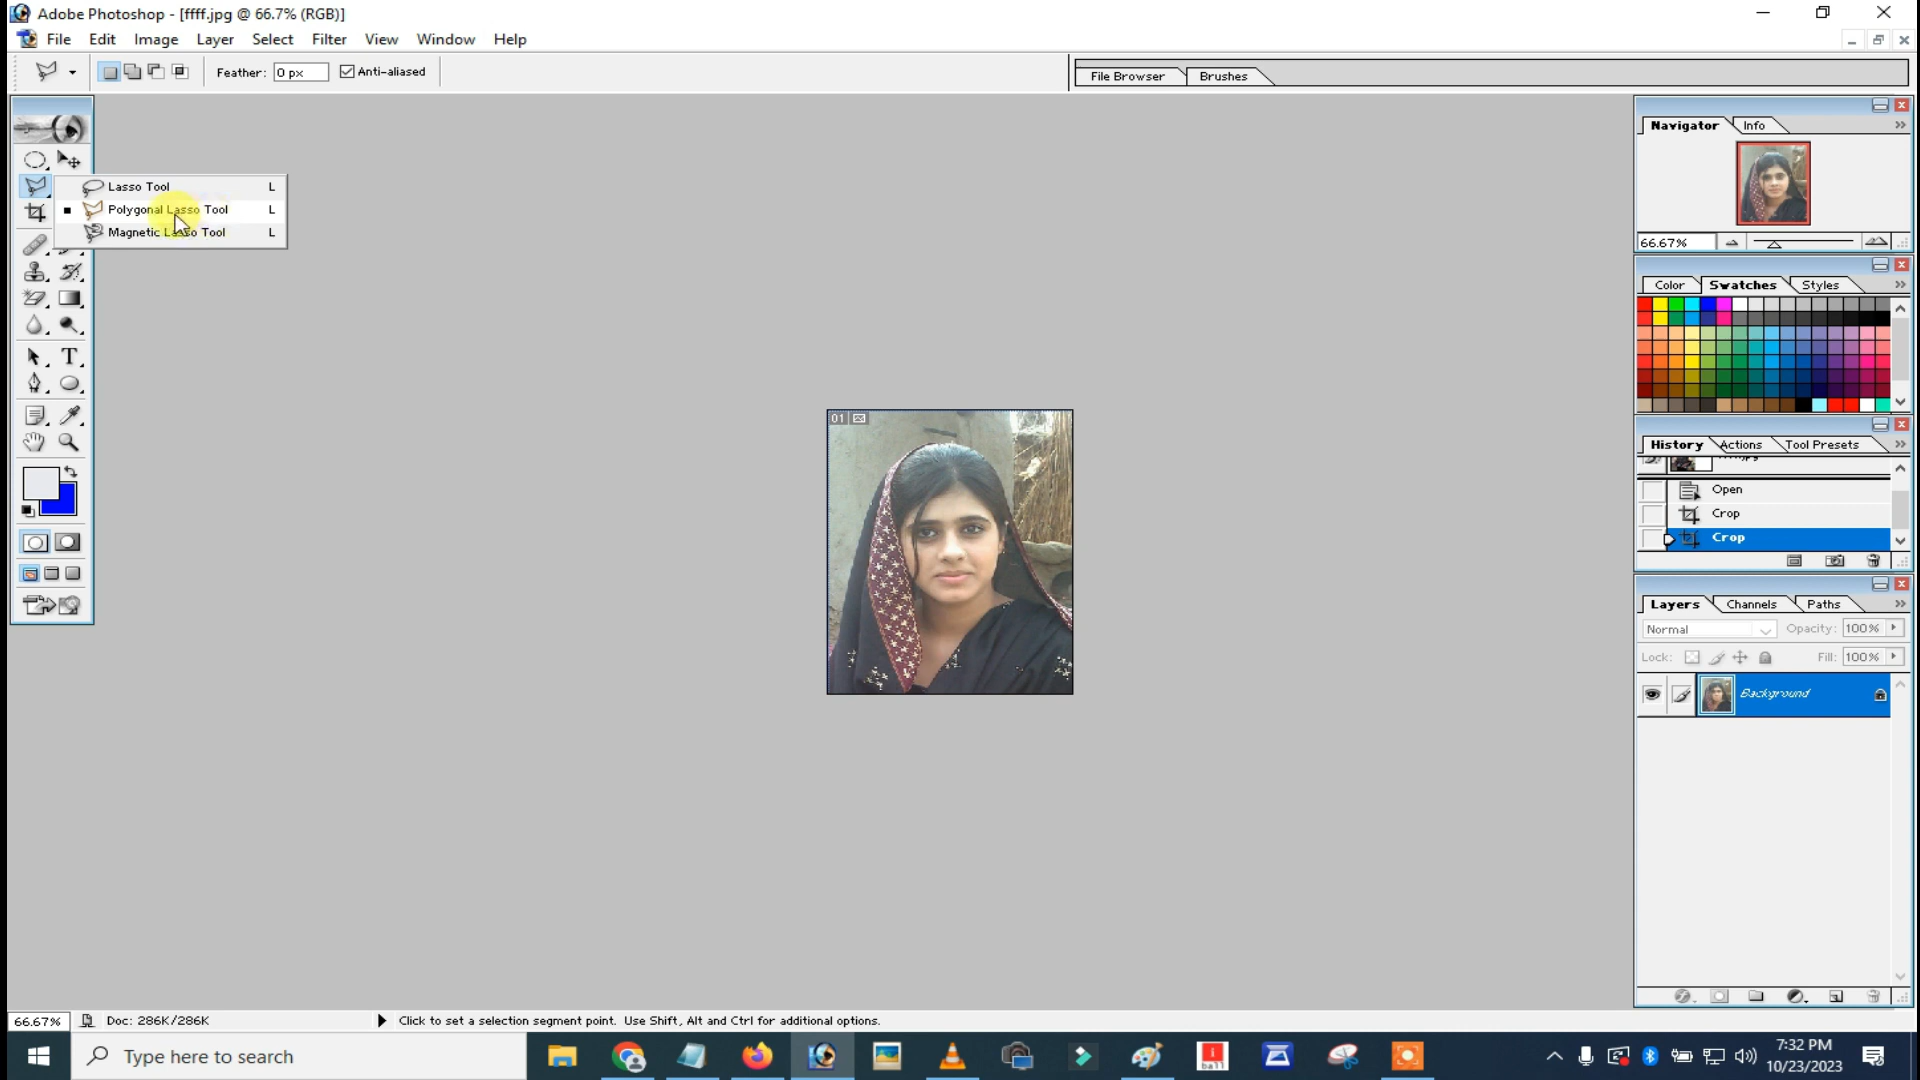 Adobe Photoshop - [ffff.jpg @ 66.7% (RGB)]
File Edit Image Layer Select Filter View Window Help
Feather: 0 px Anti-aliased
File Browser Brushes
Navigator Info
Lasso Tool L
Polygonal Lasso Tool L
Magnetic Lasso Tool L
66.67%
Color Swatches Styles
01
History Actions Tool Presets
Open
Crop
Crop
Layers Channels Paths
Normal Opacity: 100%
Lock: Fill: 100%
Background
66.67% Doc: 286K/286K Click to set a selection segment point. Use Shift, Alt and Ctrl for additional options.
Type here to search
i
ball
7:32 PM
10/23/2023